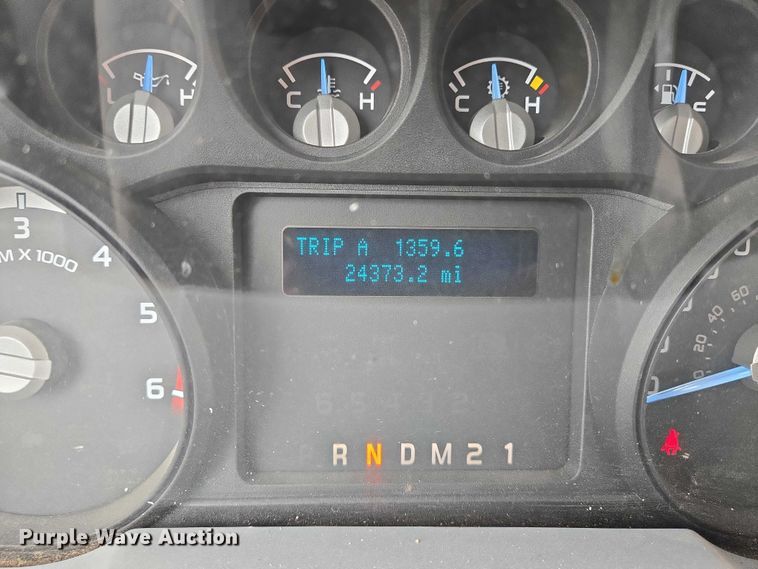 L H
C H
C H
3
4
M X 1000
5
6
TRIP A 1359.6
24373.2 mi
60
40
20
R N D M 2 1
Purple Wave Auction